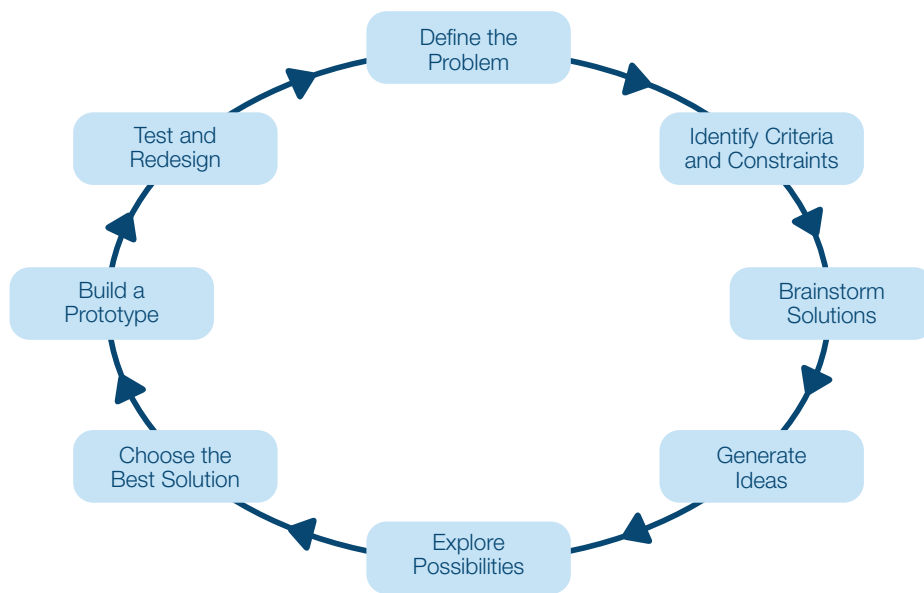 Define the
Problem
Identify Criteria
and Constraints
Brainstorm
Solutions
Generate
Ideas
Explore
Possibilities
Choose the
Best Solution
Build a
Prototype
Test and
Redesign